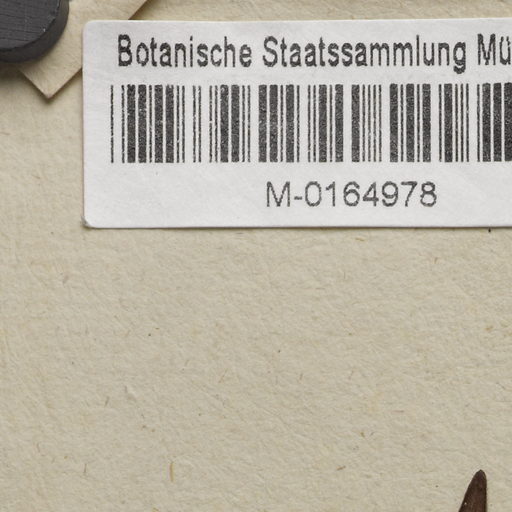 Botanische Staatssammlung Mü
M-0164978